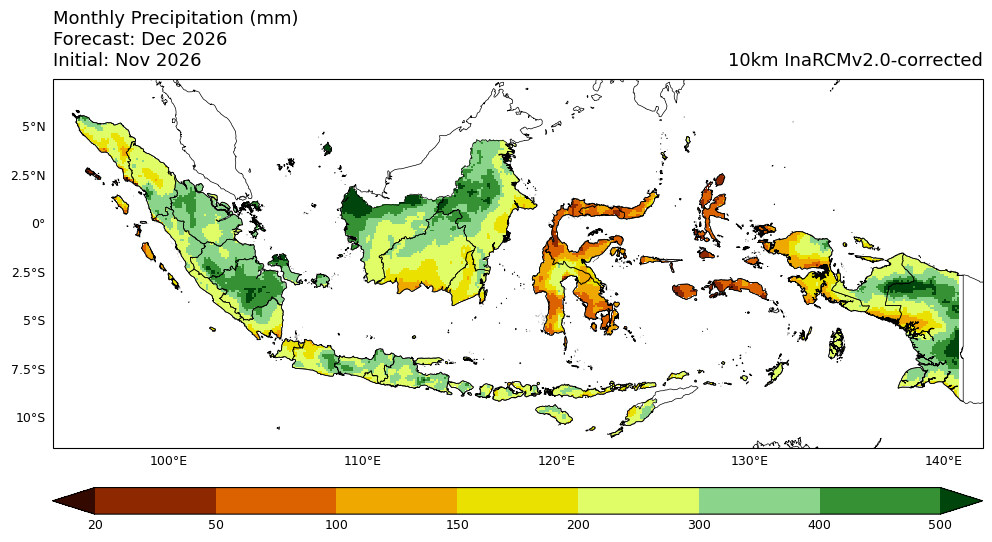 Monthly Precipitation (mm)
Forecast: Dec 2026
Initial: Nov 2026
10km InaRCMv2.0-corrected
5°N
2.5°N
0°
2.5°S
5°S
7.5°S
10°S
100°E 110°E 120°E 130°E 140°E
20 50 100 150 200 300 400 500